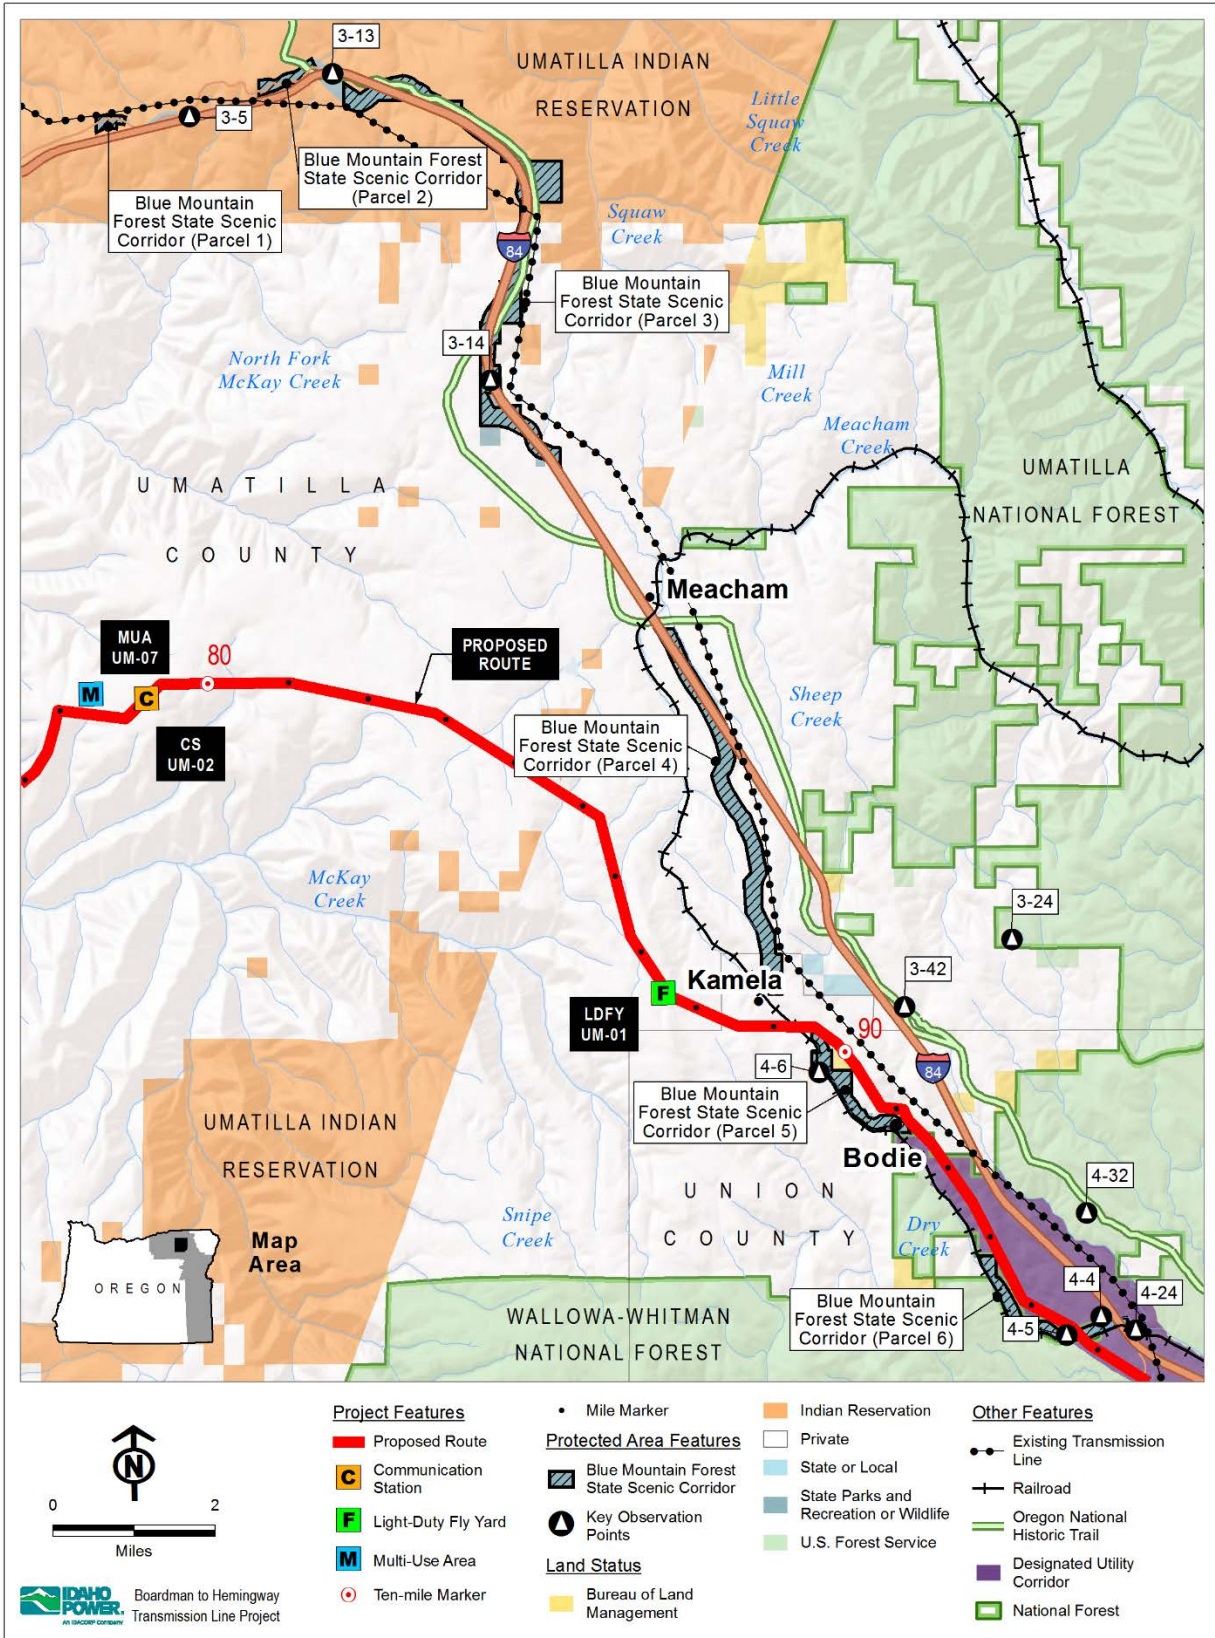 3-13
UMATILLA INDIAN
RESERVATION
Little
Squaw
Creek
3-5
Blue Mountain Forest
State Scenic Corridor
(Parcel 2)
Blue Mountain
Forest State Scenic
Corridor (Parcel 1)
Squaw
Creek
84
Blue Mountain
Forest State Scenic
Corridor (Parcel 3)
3-14
North Fork
McKay Creek
Mill
Creek
Meacham
Creek
UMATILLA
NATIONAL FOREST
UMATILLA
COUNTY
Meacham
MUA
UM-07
80
PROPOSED
ROUTE
M
C
CS
UM-02
Sheep
Creek
Blue Mountain
Forest State Scenic
Corridor (Parcel 4)
McKay
Creek
3-24
3-42
Kamela
F
LDFY
UM-01
90
4-6
84
Blue Mountain
Forest State Scenic
Corridor (Parcel 5)
Bodie
UMATILLA INDIAN
RESERVATION
UNION
COUNTY
4-32
Snipe
Creek
Dry
Creek
Map
Area
OREGON
4-4
4-24
Blue Mountain
Forest State Scenic
Corridor (Parcel 6)
4-5
WALLOWA-WHITMAN
NATIONAL FOREST
N
0 2
Miles
IDAHO
POWER.
AN IDACORP COMPANY
Boardman to Hemingway
Transmission Line Project
Project Features
Proposed Route
C
Communication
Station
F
Light-Duty Fly Yard
M
Multi-Use Area
Ten-mile Marker
Mile Marker
Protected Area Features
Blue Mountain Forest
State Scenic Corridor
Key Observation
Points
Land Status
Bureau of Land
Management
Indian Reservation
Private
State or Local
State Parks and
Recreation or Wildlife
U.S. Forest Service
Other Features
Existing Transmission
Line
Railroad
Oregon National
Historic Trail
Designated Utility
Corridor
National Forest